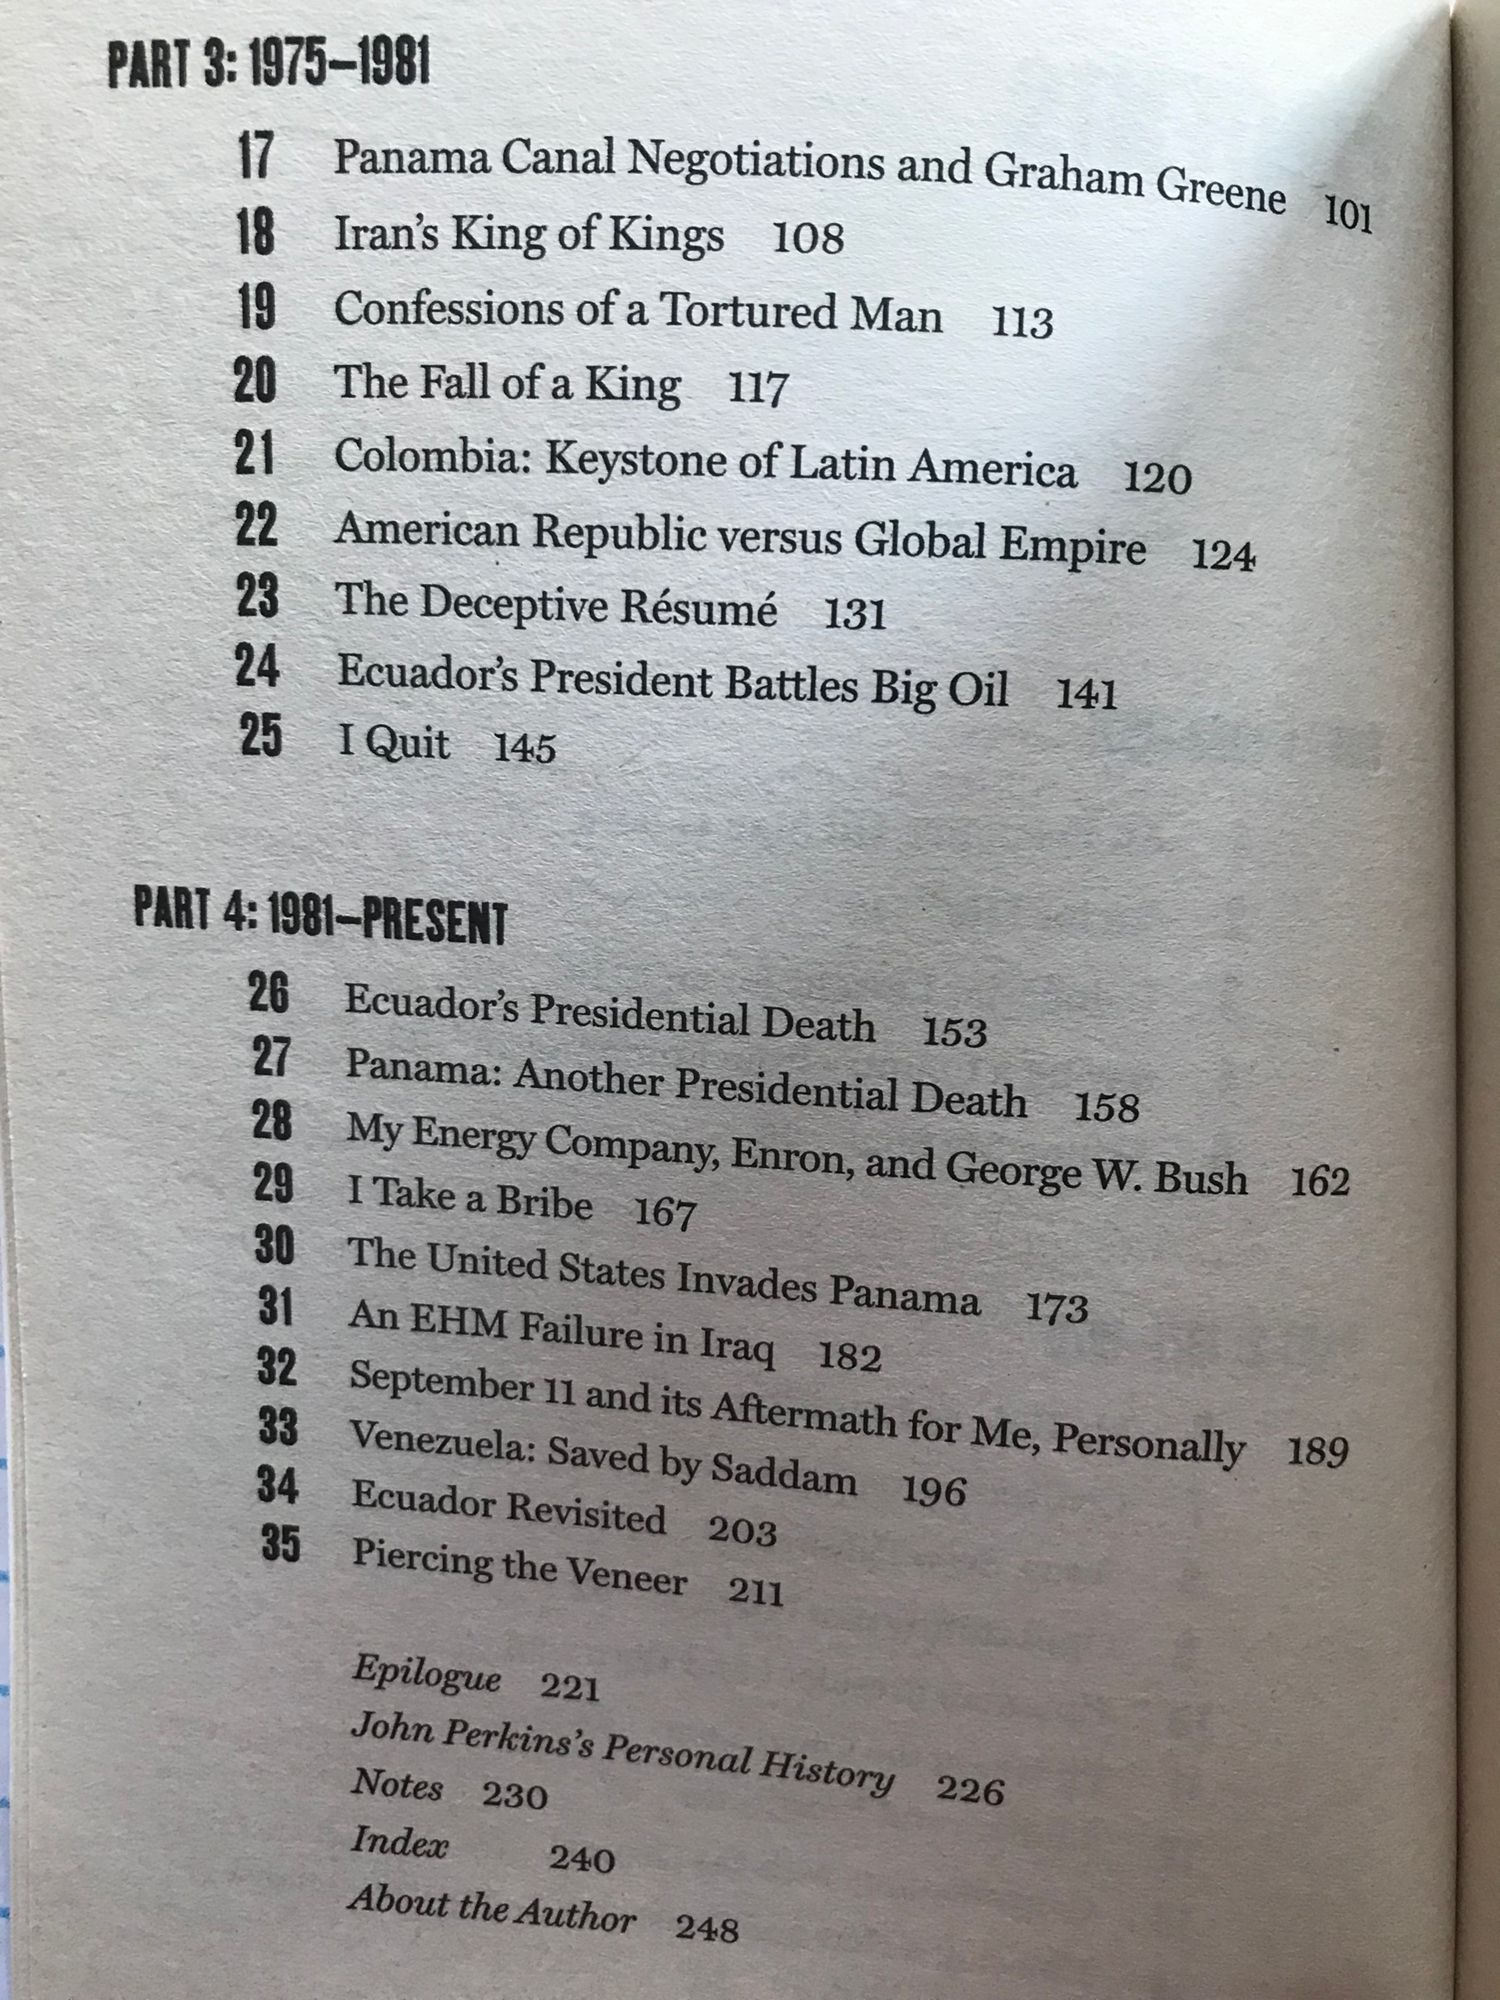 PART 3: 1975–1981
17 Panama Canal Negotiations and Graham Greene 101
18 Iran's King of Kings 108
19 Confessions of a Tortured Man 113
20 The Fall of a King 117
21 Colombia: Keystone of Latin America 120
22 American Republic versus Global Empire 124
23 The Deceptive Résumé 131
24 Ecuador's President Battles Big Oil 141
25 I Quit 145
PART 4: 1981–PRESENT
26 Ecuador's Presidential Death 153
27 Panama: Another Presidential Death 158
28 My Energy Company, Enron, and George W. Bush 162
29 I Take a Bribe 167
30 The United States Invades Panama 173
31 An EHM Failure in Iraq 182
32 September 11 and its Aftermath for Me, Personally 189
33 Venezuela: Saved by Saddam 196
34 Ecuador Revisited 203
35 Piercing the Veneer 211
Epilogue 221
John Perkins's Personal History 226
Notes 230
Index 240
About the Author 248